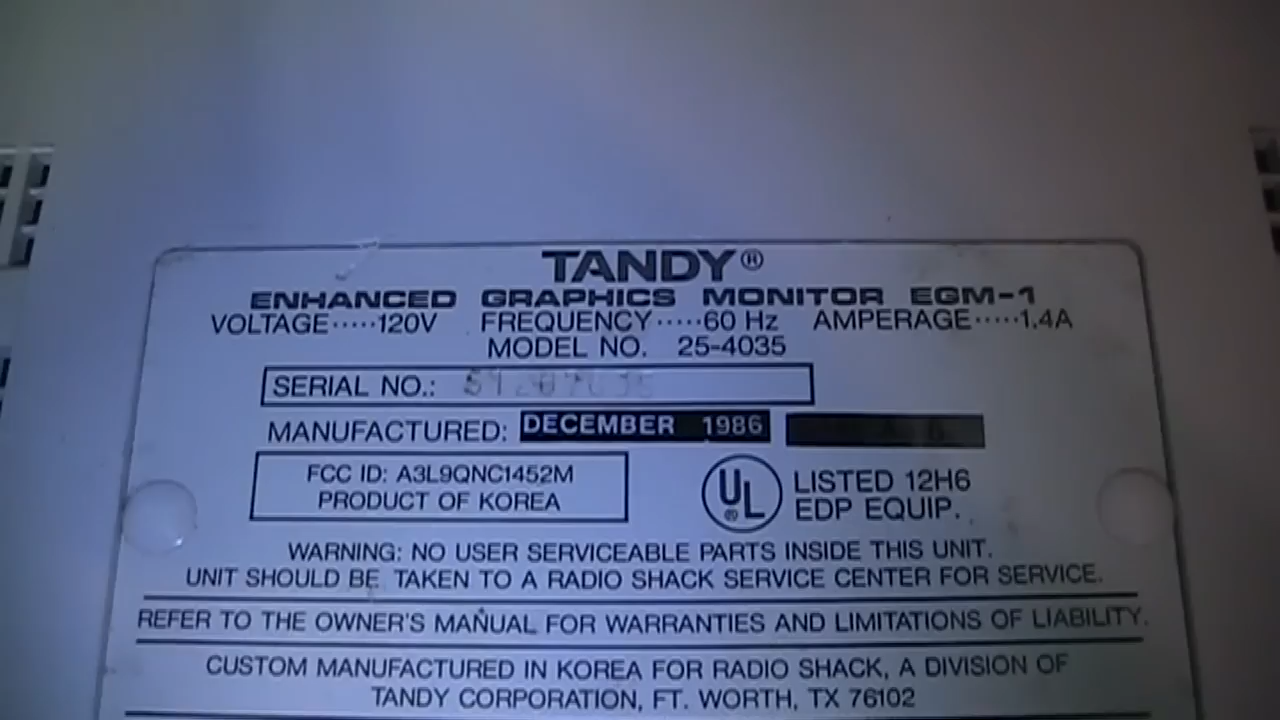 TANDY®
ENHANCED GRAPHICS MONITOR EGM-1
VOLTAGE·····120V FREQUENCY·····60 Hz AMPERAGE·····1.4A
MODEL NO. 25-4035
SERIAL NO.:
MANUFACTURED: DECEMBER 1986
FCC ID: A3L9QNC1452M
PRODUCT OF KOREA
UL® LISTED 12H6
EDP EQUIP.
WARNING: NO USER SERVICEABLE PARTS INSIDE THIS UNIT.
UNIT SHOULD BE TAKEN TO A RADIO SHACK SERVICE CENTER FOR SERVICE.
REFER TO THE OWNER'S MANUAL FOR WARRANTIES AND LIMITATIONS OF LIABILITY.
CUSTOM MANUFACTURED IN KOREA FOR RADIO SHACK, A DIVISION OF
TANDY CORPORATION, FT. WORTH, TX 76102